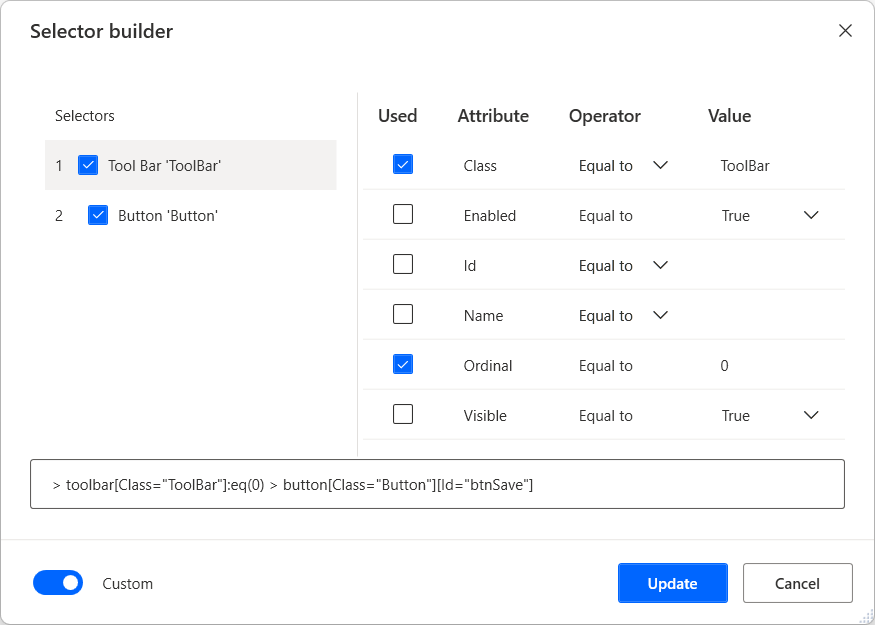 Selector builder
Selectors
1 Tool Bar 'ToolBar'
2 Button 'Button'
Used Attribute Operator Value
Class Equal to ToolBar
Enabled Equal to True
Id Equal to
Name Equal to
Ordinal Equal to 0
Visible Equal to True
> toolbar[Class="ToolBar"]:eq(0) > button[Class="Button"][Id="btnSave"]
Custom
Update
Cancel